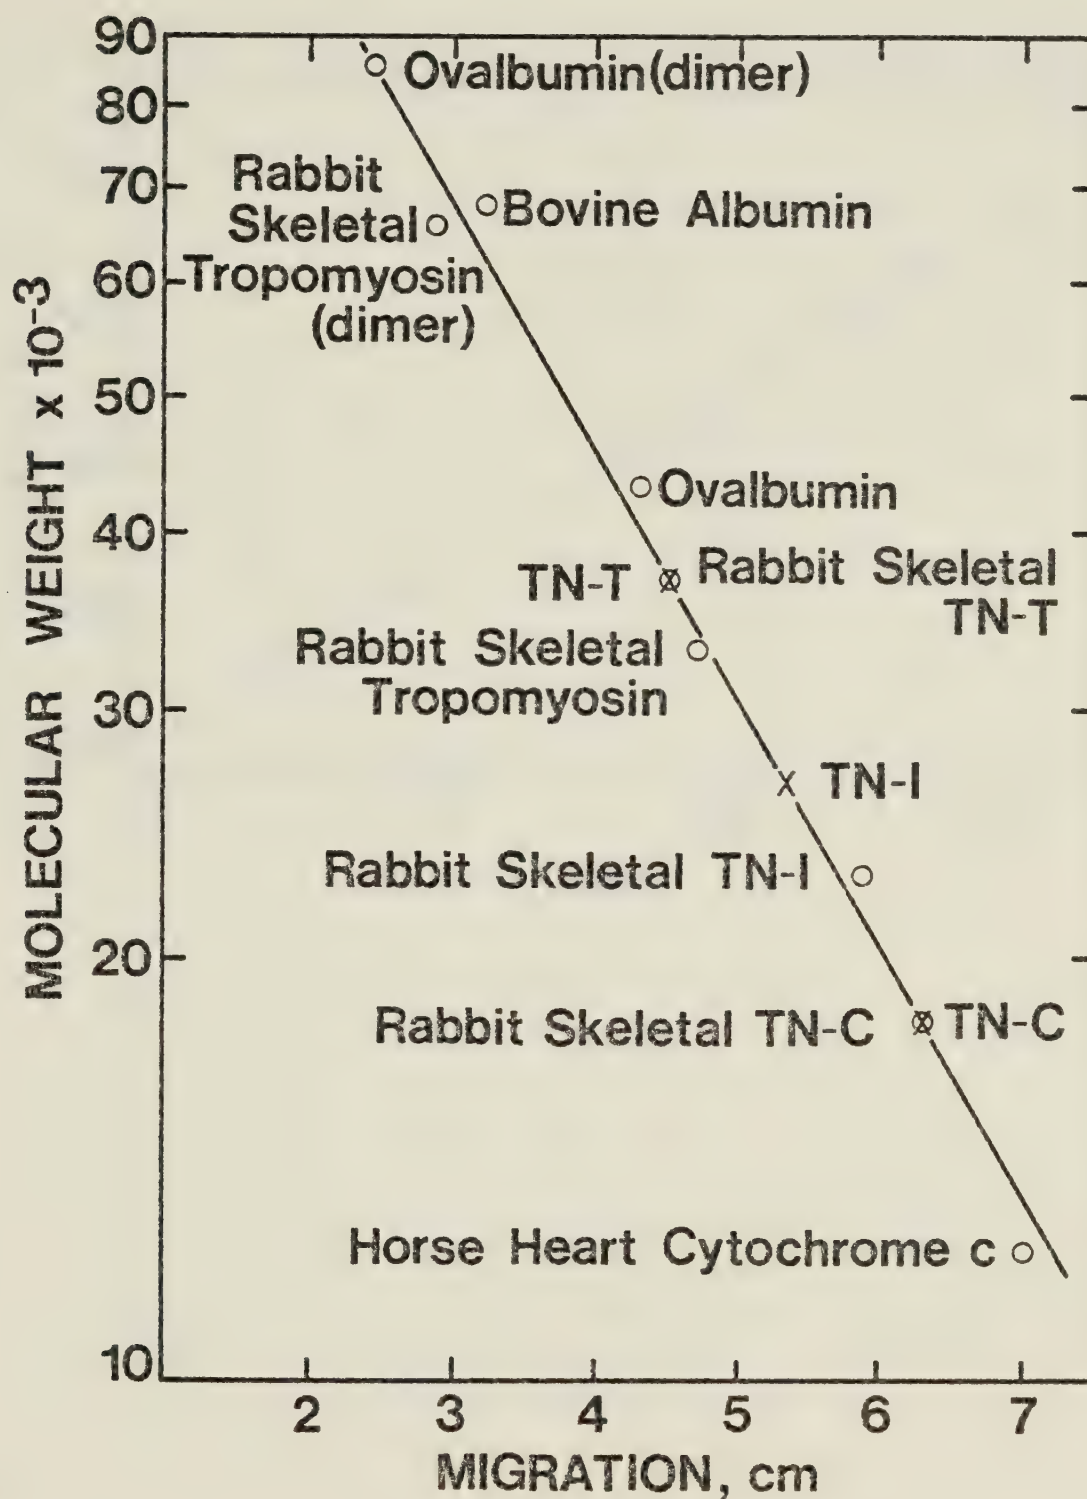 90
Ovalbumin(dimer)
80
Rabbit
70
Skeletal
Bovine Albumin
60
Tropomyosin
(dimer)
50
Ovalbumin
40
TN-T
Rabbit Skeletal
TN-T
Rabbit Skeletal
Tropomyosin
30
TN-I
Rabbit Skeletal TN-I
20
Rabbit Skeletal TN-C
TN-C
Horse Heart Cytochrome c
10
2 3 4 5 6 7
MIGRATION, cm
MOLECULAR WEIGHT x 10-3